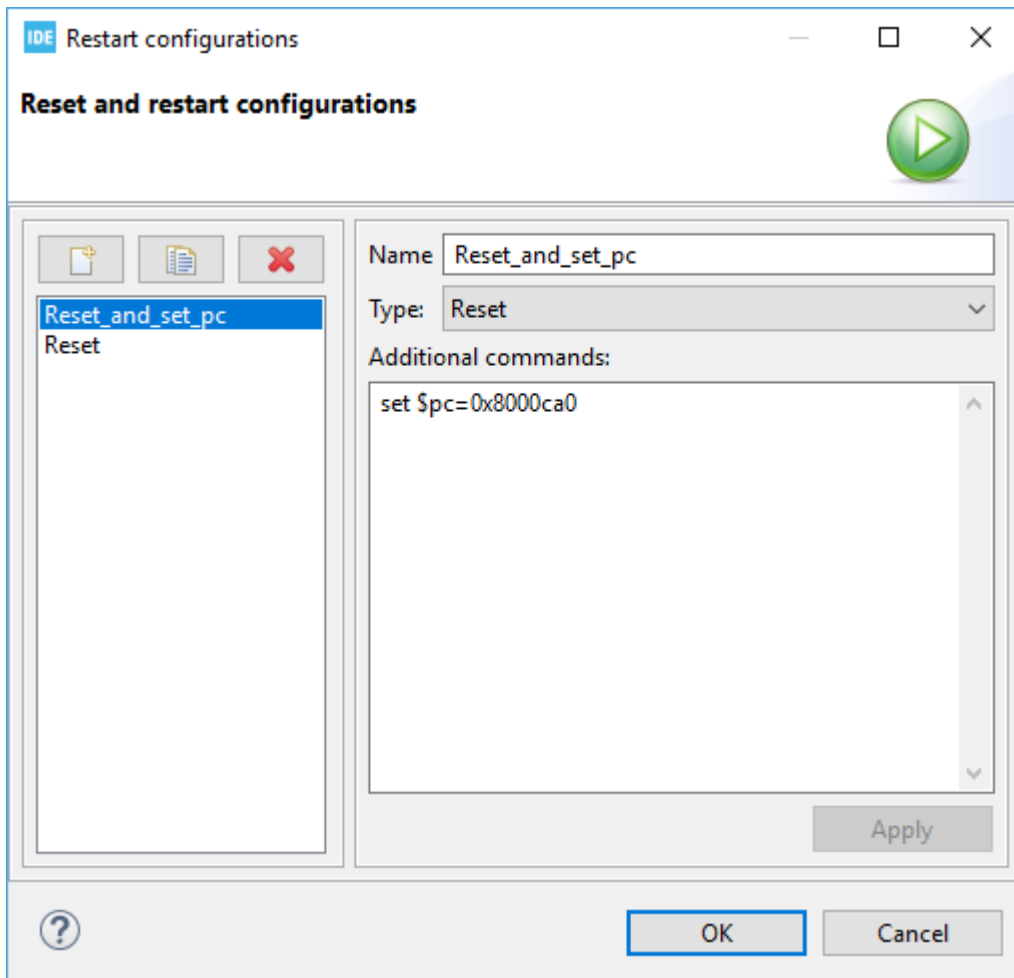 IDE Restart configurations
Reset and restart configurations
Name Reset_and_set_pc
Type: Reset
Additional commands:
set $pc=0x8000ca0
Reset_and_set_pc
Reset
Apply
?
OK Cancel